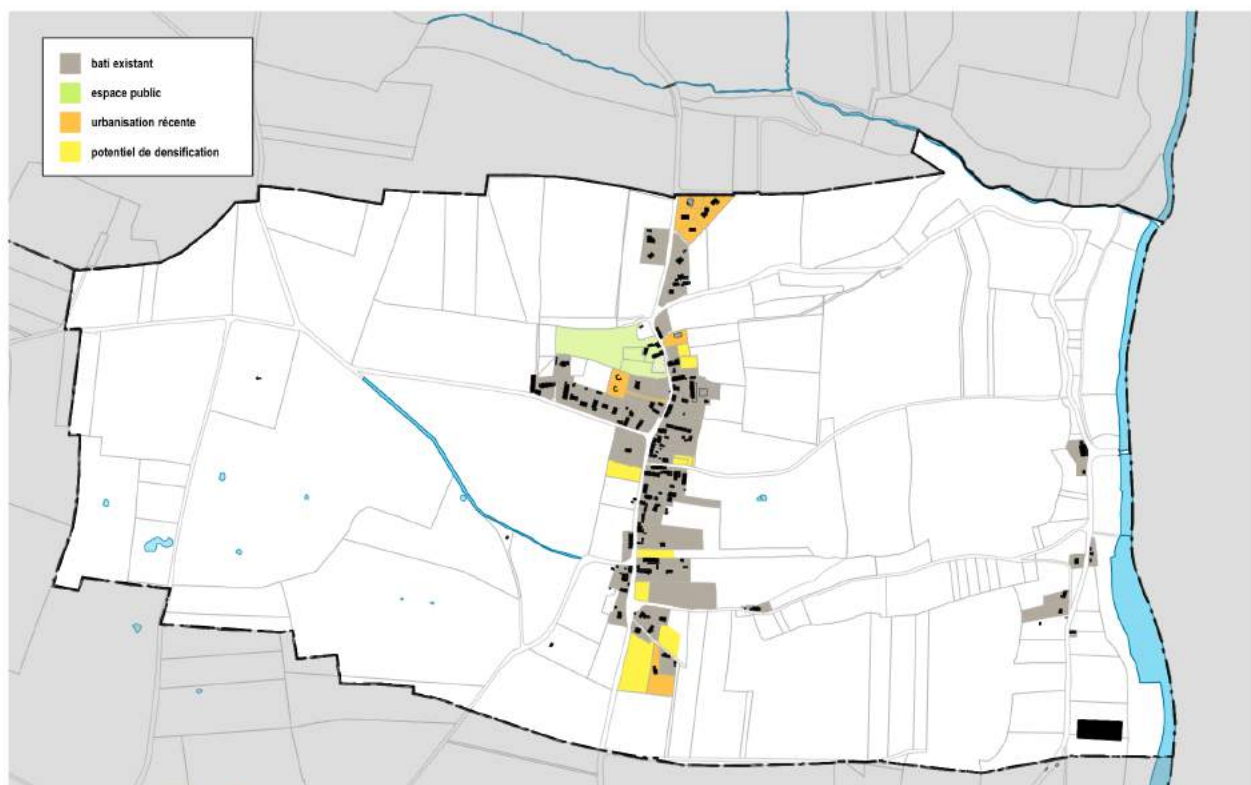 bati existant
espace public
urbanisation récente
potentiel de densification